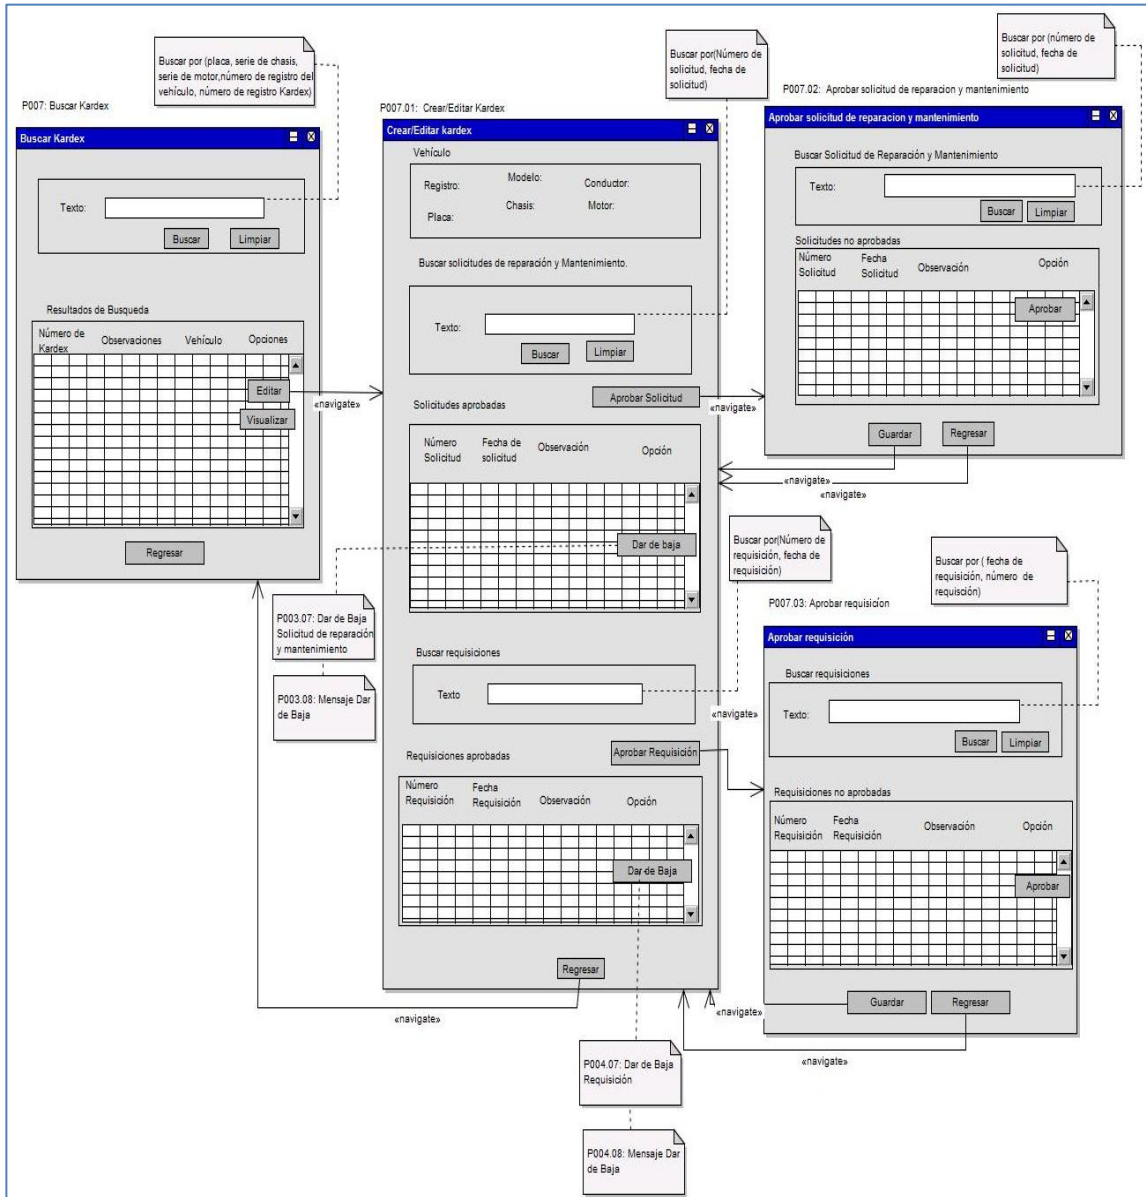 Buscar por (placa, serie de chasis,
serie de motor,número de registro del
vehículo, número de registro Kardex)
P007: Buscar Kardex
Buscar Kardex
Texto:
Buscar
Limpiar
Resultados de Busqueda
Número de
Kardex
Observaciones
Vehículo
Opciones
Editar
Visualizar
Regresar
«navigate»
Buscar por(Número de
solicitud, fecha de
solicitud)
P007.01: Crear/Editar Kardex
Crear/Editar kardex
Vehículo
Registro:
Modelo:
Conductor:
Placa:
Chasis:
Motor:
Buscar solicitudes de reparación y Mantenimiento.
Texto:
Buscar
Limpiar
Aprobar Solicitud
«navigate»
Solicitudes aprobadas
Número
Solicitud
Fecha de
solicitud
Observación
Opción
Dar de baja
P003.07: Dar de Baja
Solicitud de reparación
y mantenimiento
P003.08: Mensaje Dar
de Baja
Buscar requisiciones
Texto
Buscar por(Número de
requisición, fecha de
requisición)
«navigate»
Aprobar Requisición
Requisiciones aprobadas
Número
Requisición
Fecha
Requisición
Observación
Opción
Dar de Baja
Regresar
«navigate»
P004.07: Dar de Baja
Requisición
P004.08: Mensaje Dar
de Baja
Buscar por (número de
solicitud, fecha de
solicitud)
P007.02: Aprobar solicitud de reparacion y mantenimiento
Aprobar solicitud de reparacion y mantenimiento
Buscar Solicitud de Reparación y Mantenimiento
Texto:
Buscar
Limpiar
Solicitudes no aprobadas
Número
Solicitud
Fecha
Solicitud
Observación
Opción
Aprobar
Guardar
Regresar
«navigate»
«navigate»
Buscar por ( fecha de
requisición, número de
requisción)
P007.03: Aprobar requisicíon
Aprobar requisición
Buscar requisiciones
Texto:
Buscar
Limpiar
Requisiciones no aprobadas
Número
Requisición
Fecha
Requisición
Observación
Opción
Aprobar
Guardar
Regresar
«navigate»
«navigate»